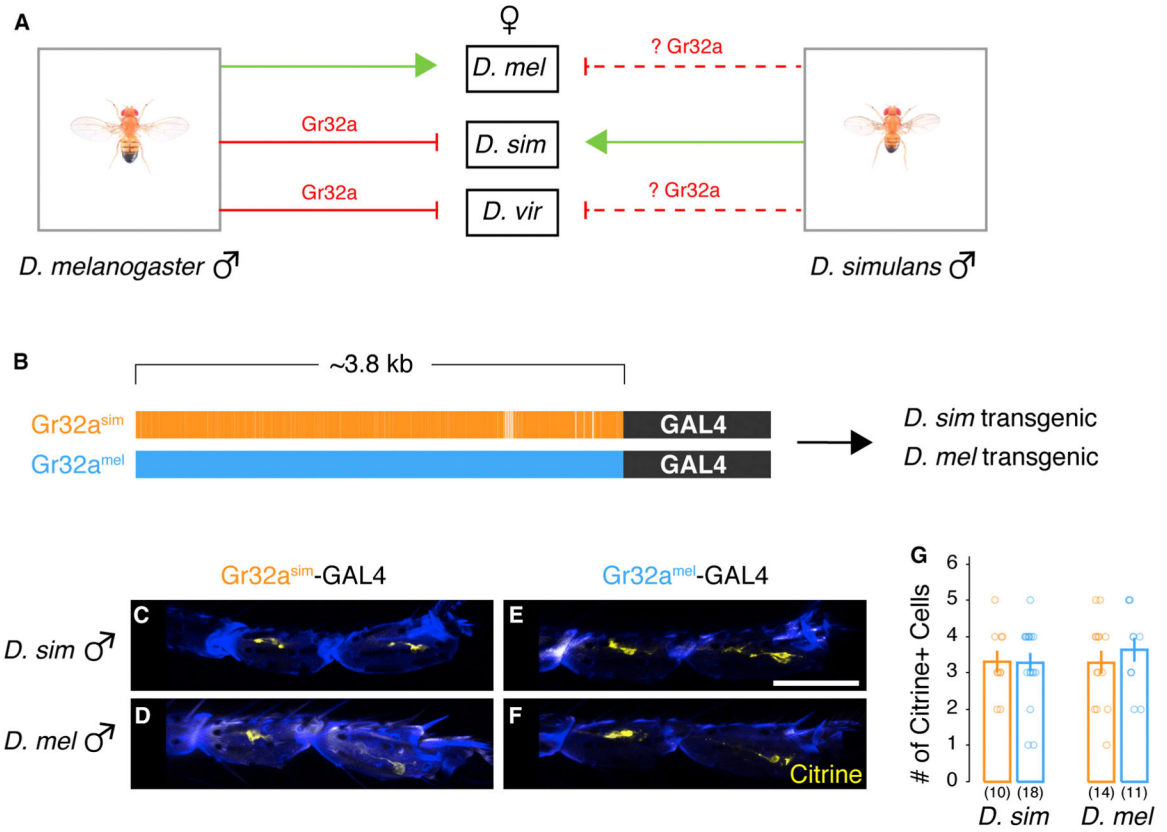 A
♀
D. mel
? Gr32a
Gr32a
D. sim
Gr32a
D. vir
? Gr32a
D. melanogaster ♂
D. simulans ♂
B
~3.8 kb
Gr32a^sim
GAL4
D. sim transgenic
Gr32a^mel
GAL4
D. mel transgenic
Gr32a^sim-GAL4
Gr32a^mel-GAL4
D. sim ♂
C
E
D. mel ♂
D
F
Citrine
G
# of Citrine+ Cells
6
5
4
3
2
1
0
(10) (18) (14) (11)
D. sim D. mel